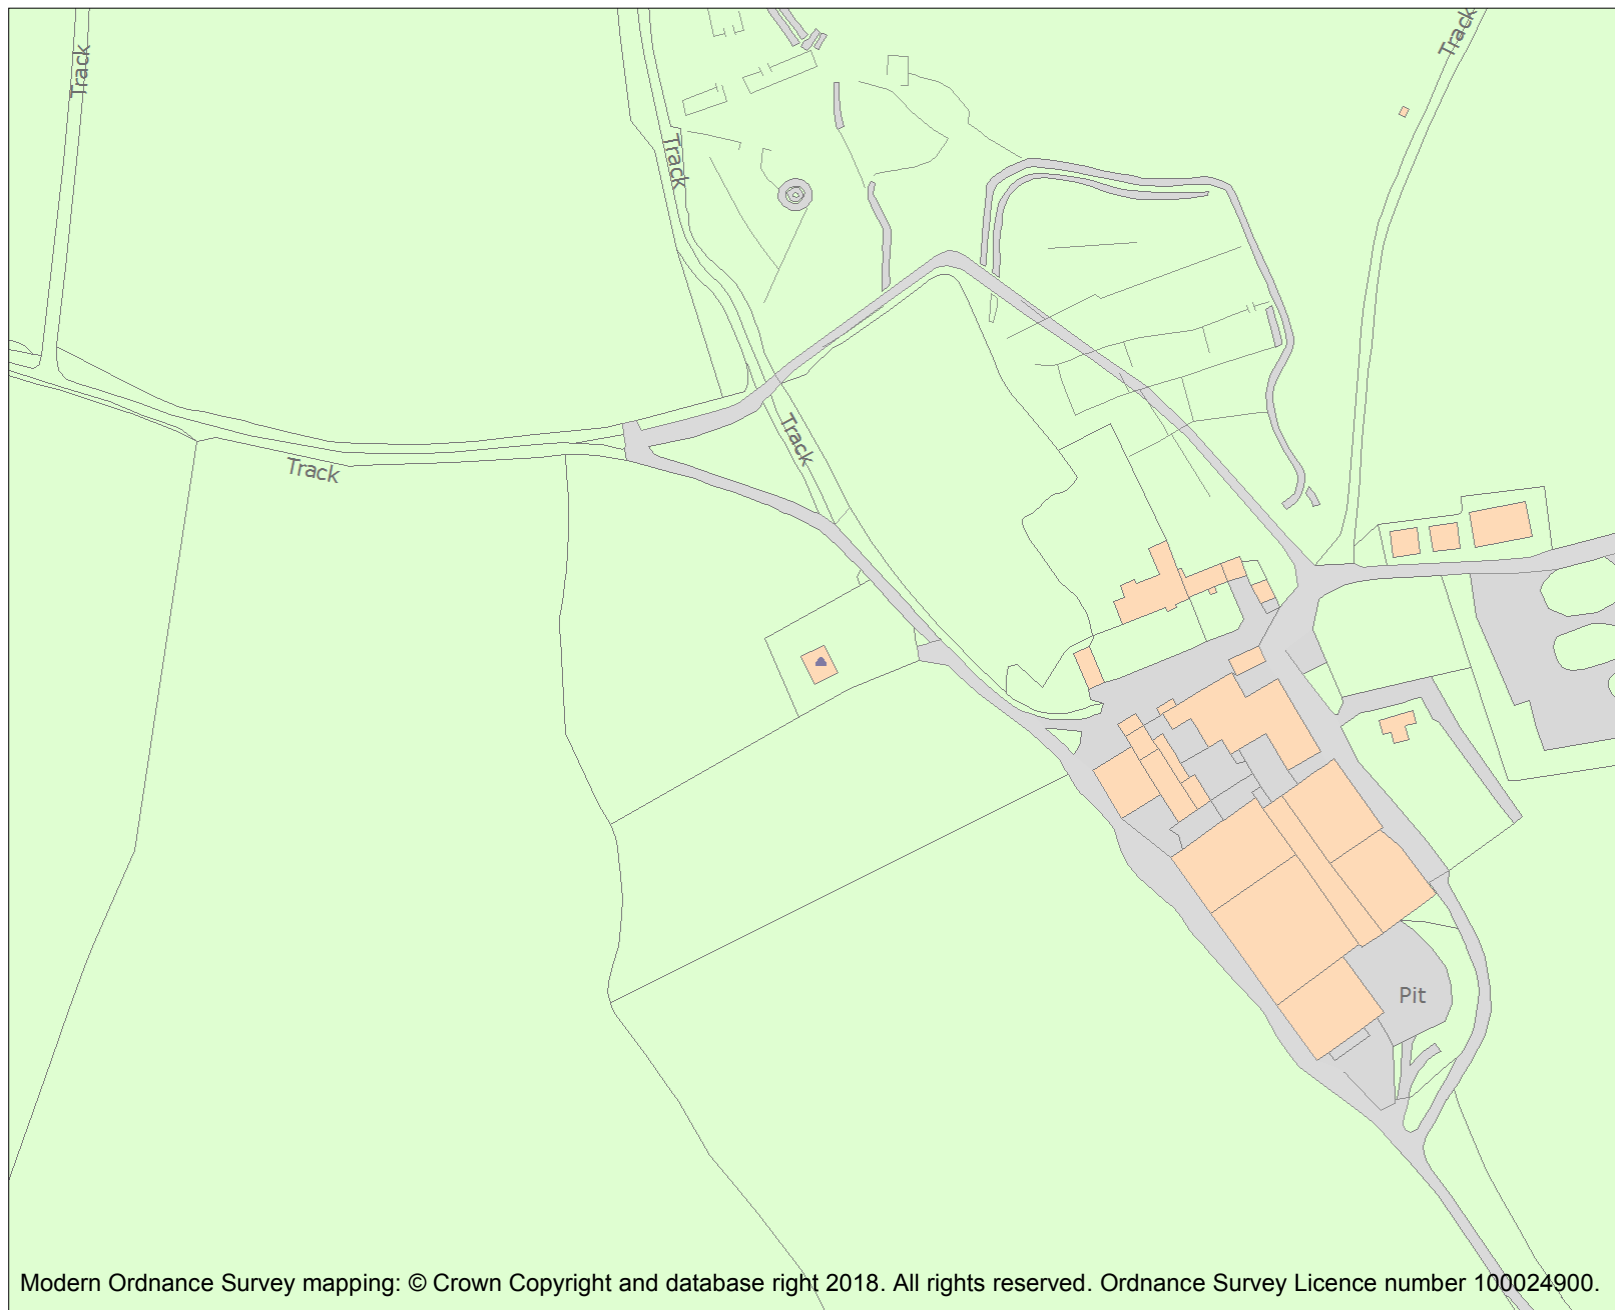 Track
Track
Track
Track
Track
Pit
Modern Ordnance Survey mapping: © Crown Copyright and database right 2018. All rights reserved. Ordnance Survey Licence number 100024900.